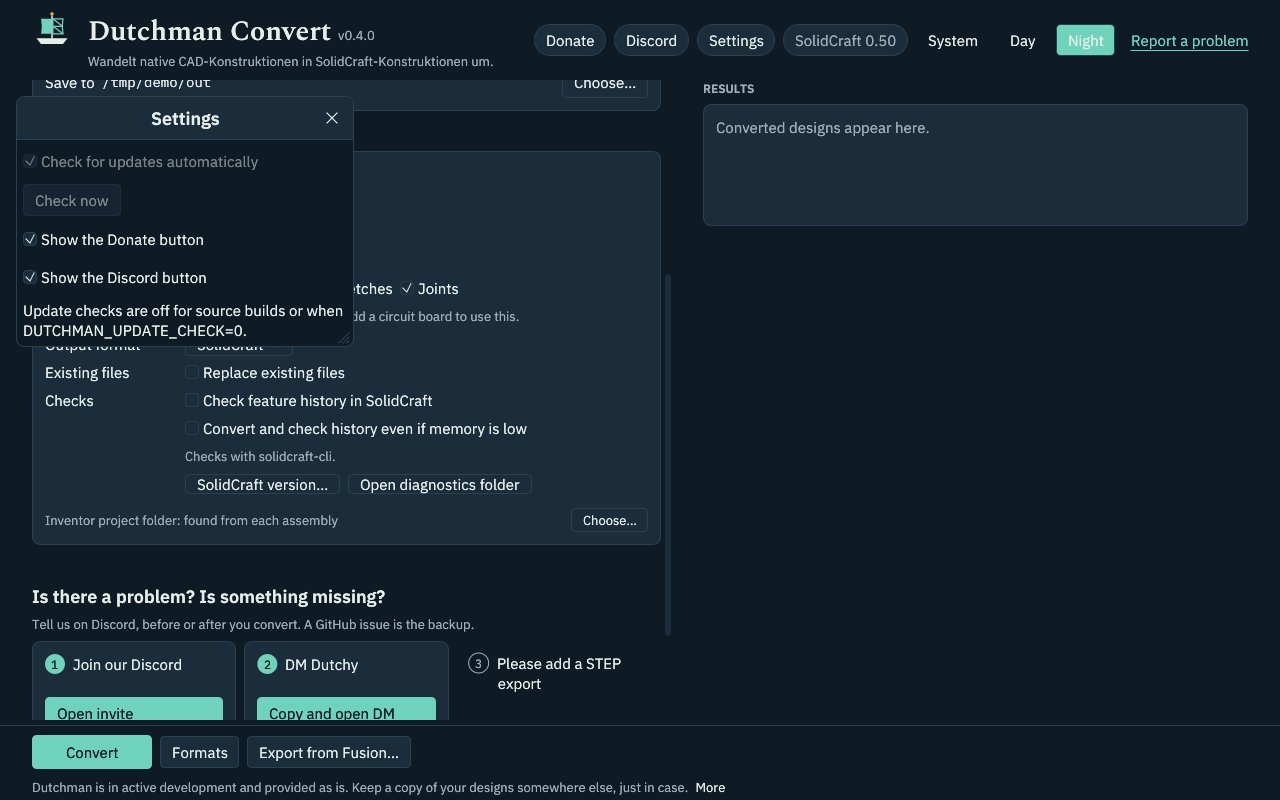 Dutchman Convert v0.4.0
Wandelt native CAD-Konstruktionen in SolidCraft-Konstruktionen um.
Donate
Discord
Settings
SolidCraft 0.50
System
Day
Night
Report a problem
Save to /tmp/demo/out
Choose...
Settings
Check for updates automatically
Check now
Show the Donate button
Show the Discord button
Update checks are off for source builds or when
DUTCHMAN_UPDATE_CHECK=0.
Joints
a circuit board to use this.
Output format
SolidCraft
Existing files
Replace existing files
Checks
Check feature history in SolidCraft
Convert and check history even if memory is low
Checks with solidcraft-cli.
SolidCraft version...
Open diagnostics folder
Inventor project folder: found from each assembly
Choose...
Is there a problem? Is something missing?
Tell us on Discord, before or after you convert. A GitHub issue is the backup.
1 Join our Discord
Open invite
2 DM Dutchy
Copy and open DM
3 Please add a STEP
export
RESULTS
Converted designs appear here.
Convert
Formats
Export from Fusion...
Dutchman is in active development and provided as is. Keep a copy of your designs somewhere else, just in case. More